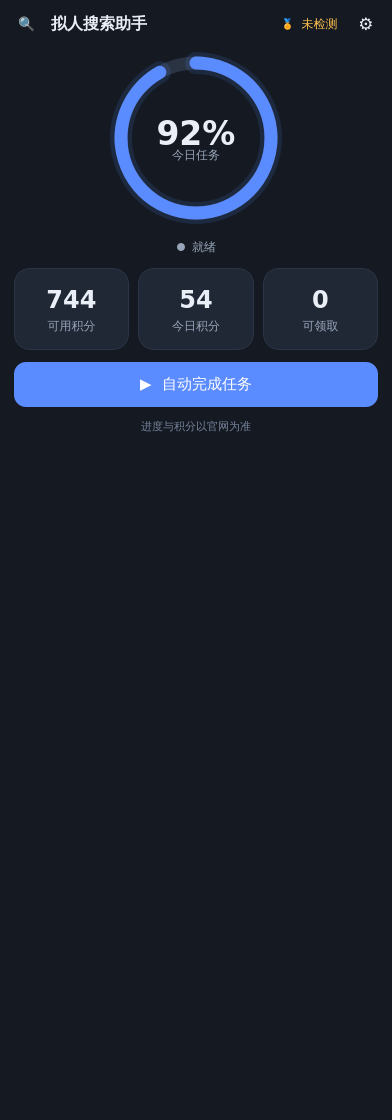 拟人搜索助手
未检测
92%
今日任务
就绪
744
可用积分
54
今日积分
0
可领取
自动完成任务
进度与积分以官网为准